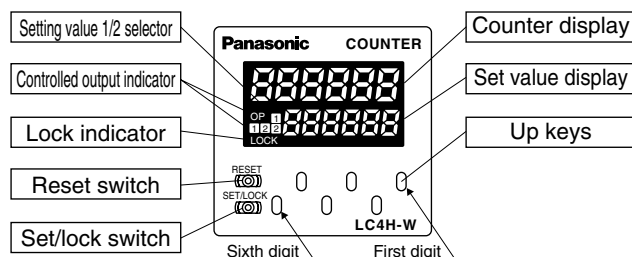 Setting value 1/2 selector
Controlled output indicator
Lock indicator
Reset switch
Set/lock switch
Panasonic COUNTER
888888
OP 1
1 2 2 888888
LOCK
RESET
SET/LOCK
LC4H-W
Sixth digit First digit
Counter display
Set value display
Up keys